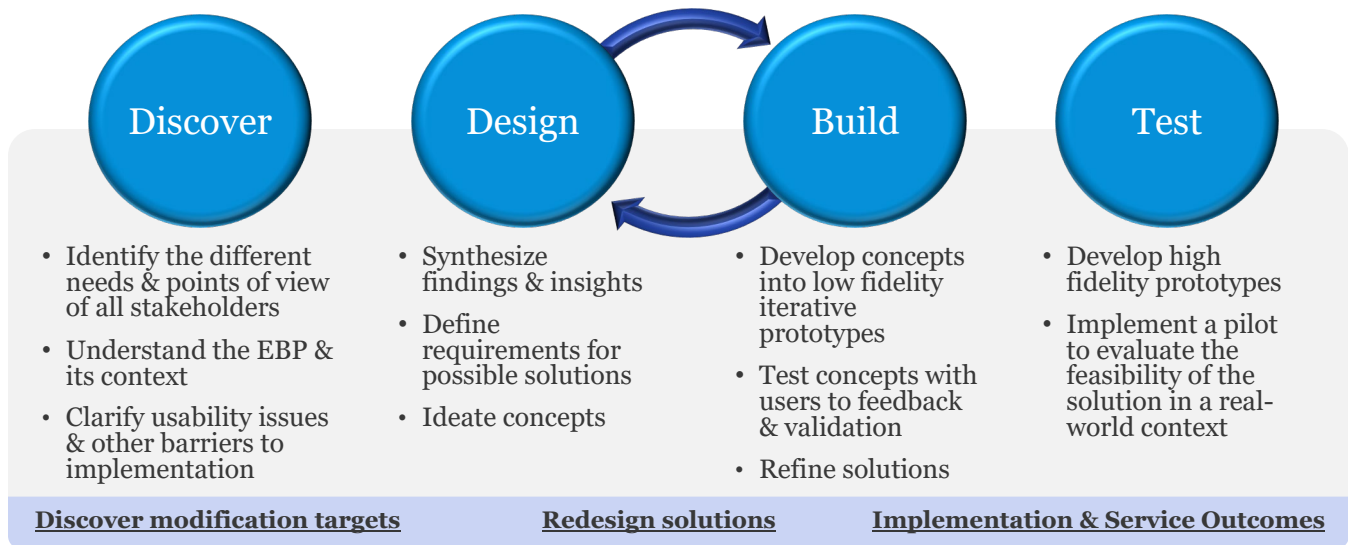 Discover
Design
Build
Test
• Identify the different
needs & points of view
of all stakeholders
• Understand the EBP &
its context
• Clarify usability issues
& other barriers to
implementation
• Synthesize
findings & insights
• Define
requirements for
possible solutions
• Ideate concepts
• Develop concepts
into low fidelity
iterative
prototypes
• Test concepts with
users to feedback
& validation
• Refine solutions
• Develop high
fidelity prototypes
• Implement a pilot
to evaluate the
feasibility of the
solution in a real-
world context
Discover modification targets
Redesign solutions
Implementation & Service Outcomes